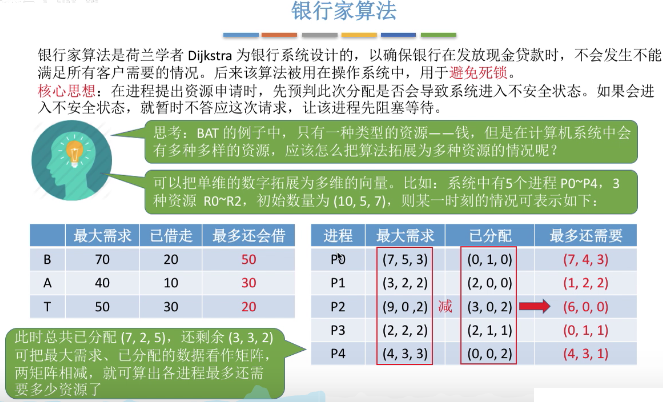 银行家算法
银行家算法是荷兰学者 Dijkstra 为银行系统设计的，以确保银行在发放现金贷款时，不会发生不能
满足所有客户需要的情况。后来该算法被用在操作系统中，用于避免死锁。
核心思想：在进程提出资源申请时，先预判此次分配是否会导致系统进入不安全状态。如果会进
入不安全状态，就暂时不答应这次请求，让该进程先阻塞等待。
思考：BAT 的例子中，只有一种类型的资源——钱，但是在计算机系统中会
有多种多样的资源，应该怎么把算法拓展为多种资源的情况呢？
可以把单维的数字拓展为多维的向量。比如：系统中有5个进程 P0~P4，3
种资源 R0~R2，初始数量为 (10, 5, 7)，则某一时刻的情况可表示如下：
最大需求 已借走 最多还会借
B 70 20 50
A 40 10 30
T 50 30 20
进程 最大需求 已分配 最多还需要
P0 (7, 5, 3) (0, 1, 0) (7, 4, 3)
P1 (3, 2, 2) (2, 0, 0) (1, 2, 2)
P2 (9, 0 ,2) 减 (3, 0, 2) (6, 0, 0)
P3 (2, 2, 2) (2, 1, 1) (0, 1, 1)
P4 (4, 3, 3) (0, 0, 2) (4, 3, 1)
此时总共已分配 (7, 2, 5)，还剩余 (3, 3, 2)
可把最大需求、已分配的数据看作矩阵，
两矩阵相减，就可算出各进程最多还需
要多少资源了